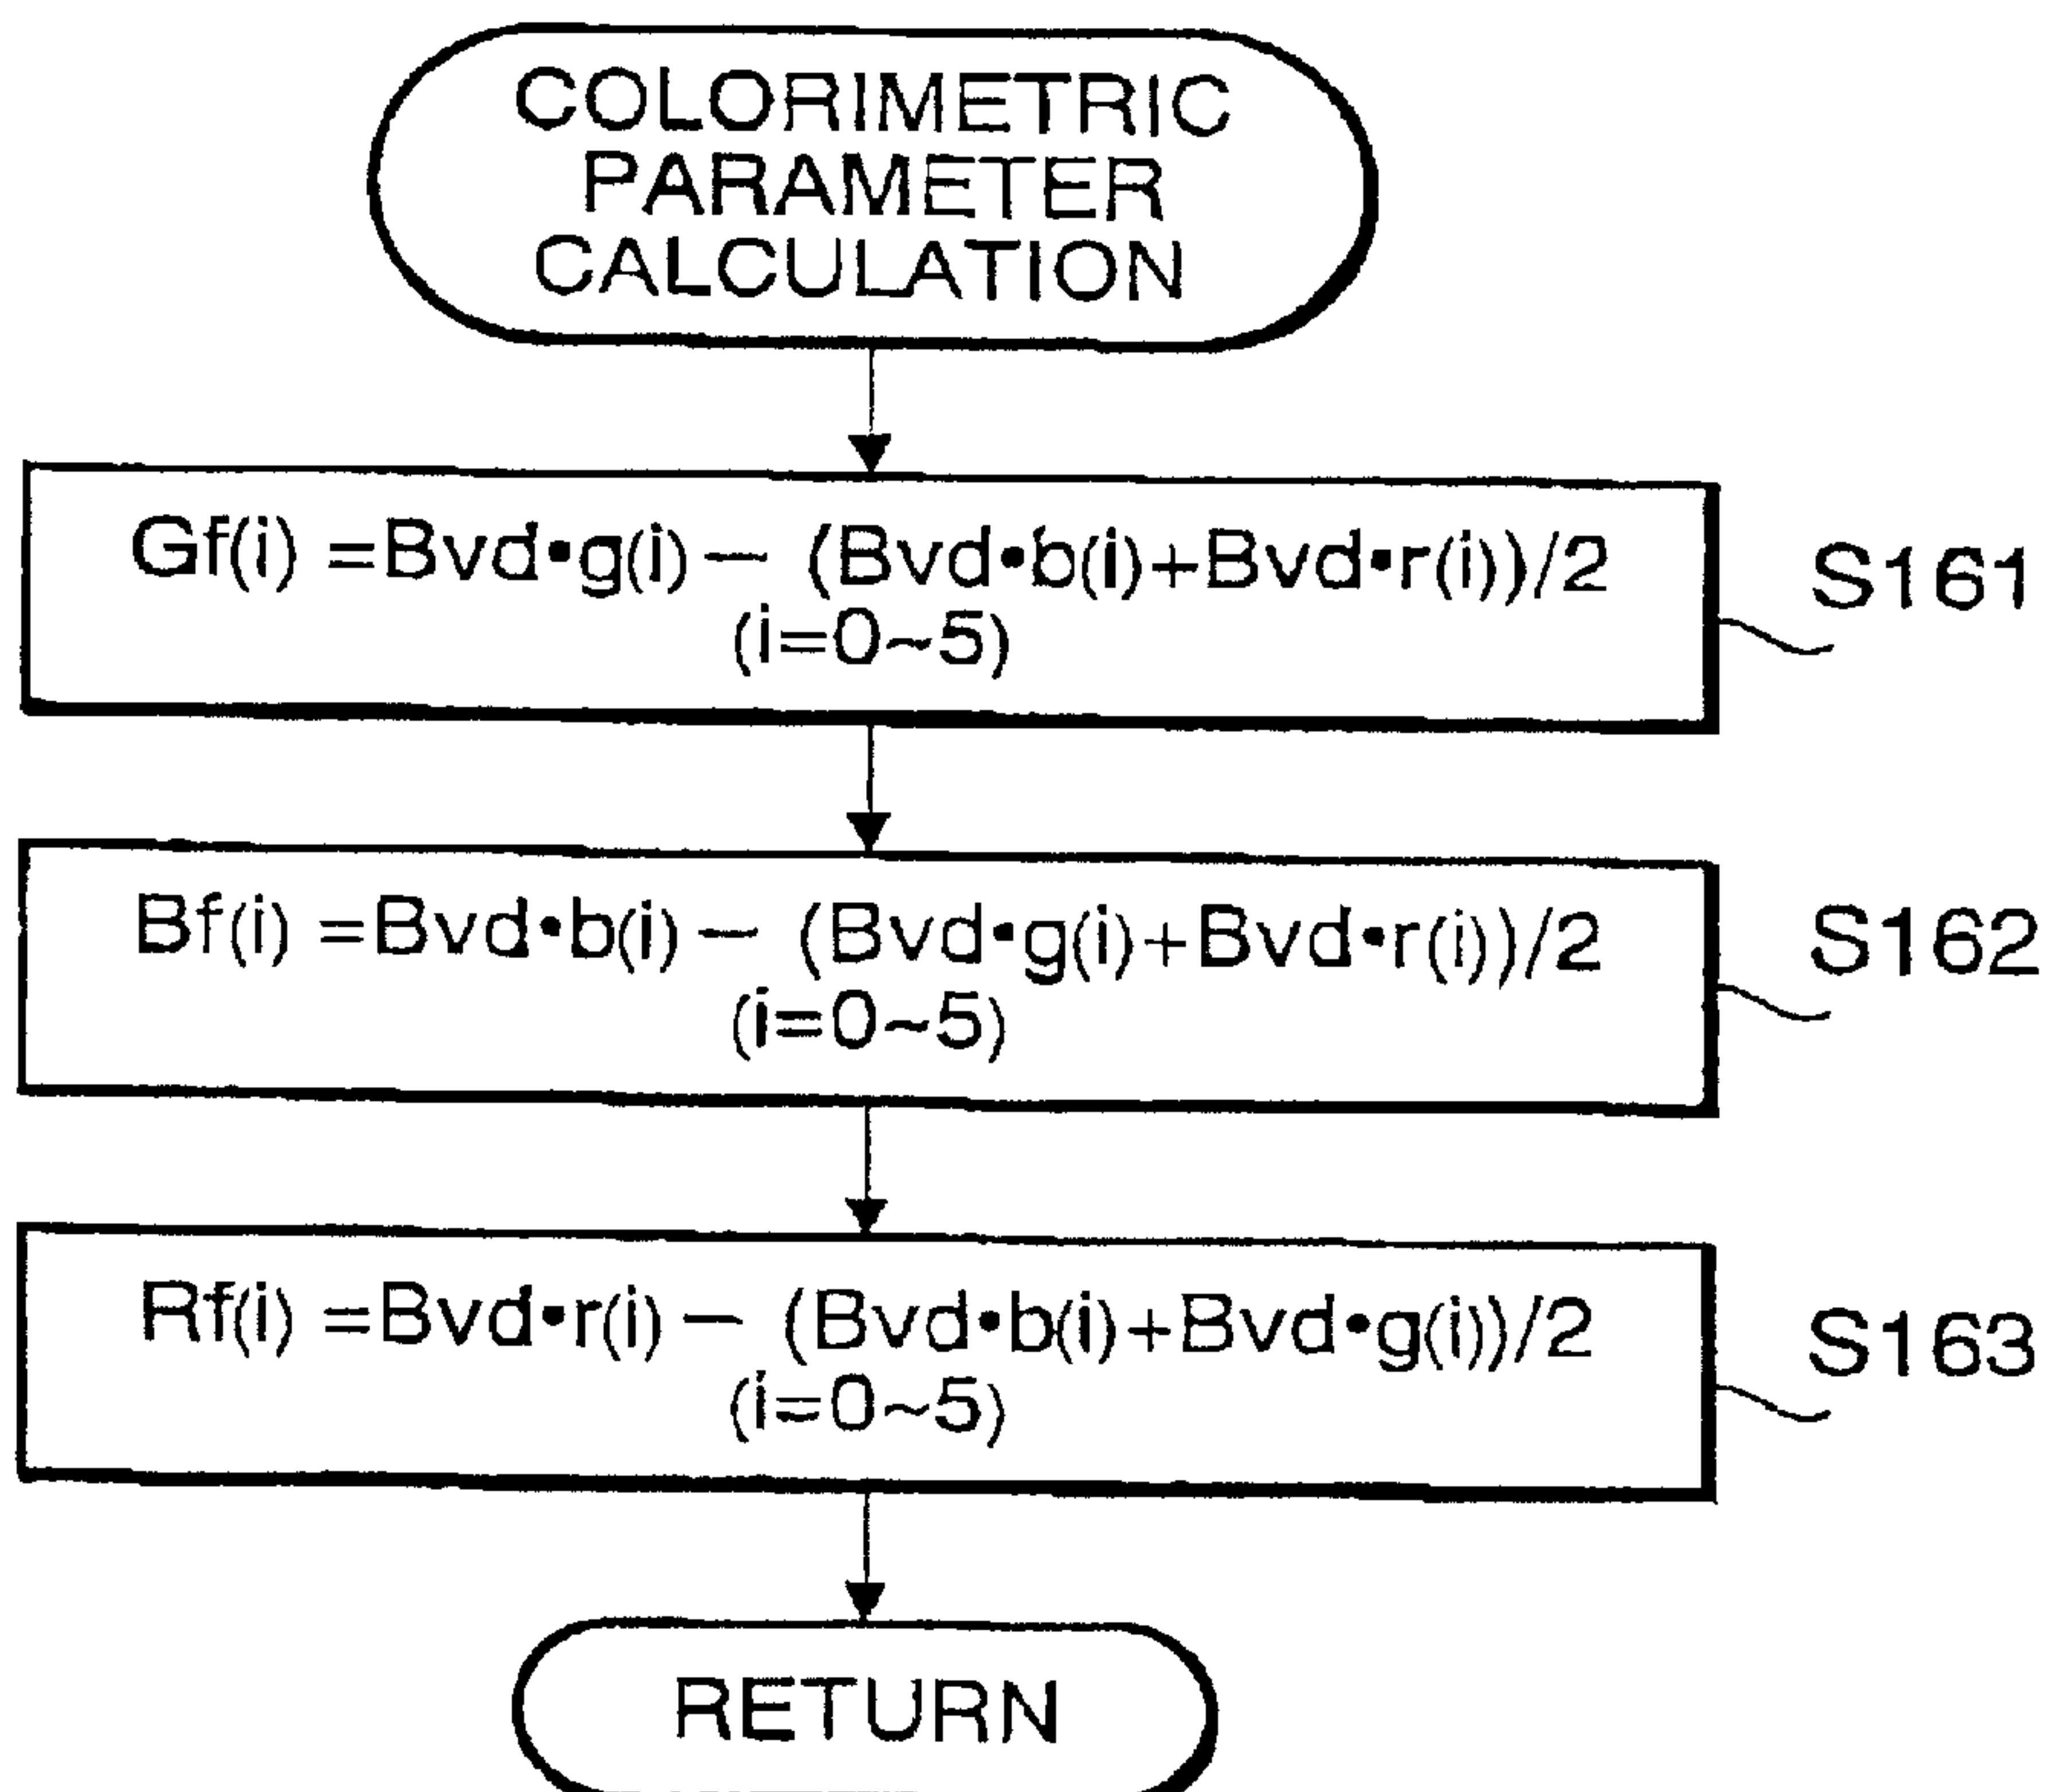 COLORIMETRIC
PARAMETER
CALCULATION
Gf(i) =Bvd•g(i)− (Bvd•b(i)+Bvd•r(i))/2
(i=0~5)
S161
Bf(i) =Bvd•b(i)− (Bvd•g(i)+Bvd•r(i))/2
(i=0~5)
S162
Rf(i) =Bvd•r(i)− (Bvd•b(i)+Bvd•g(i))/2
(i=0~5)
S163
RETURN